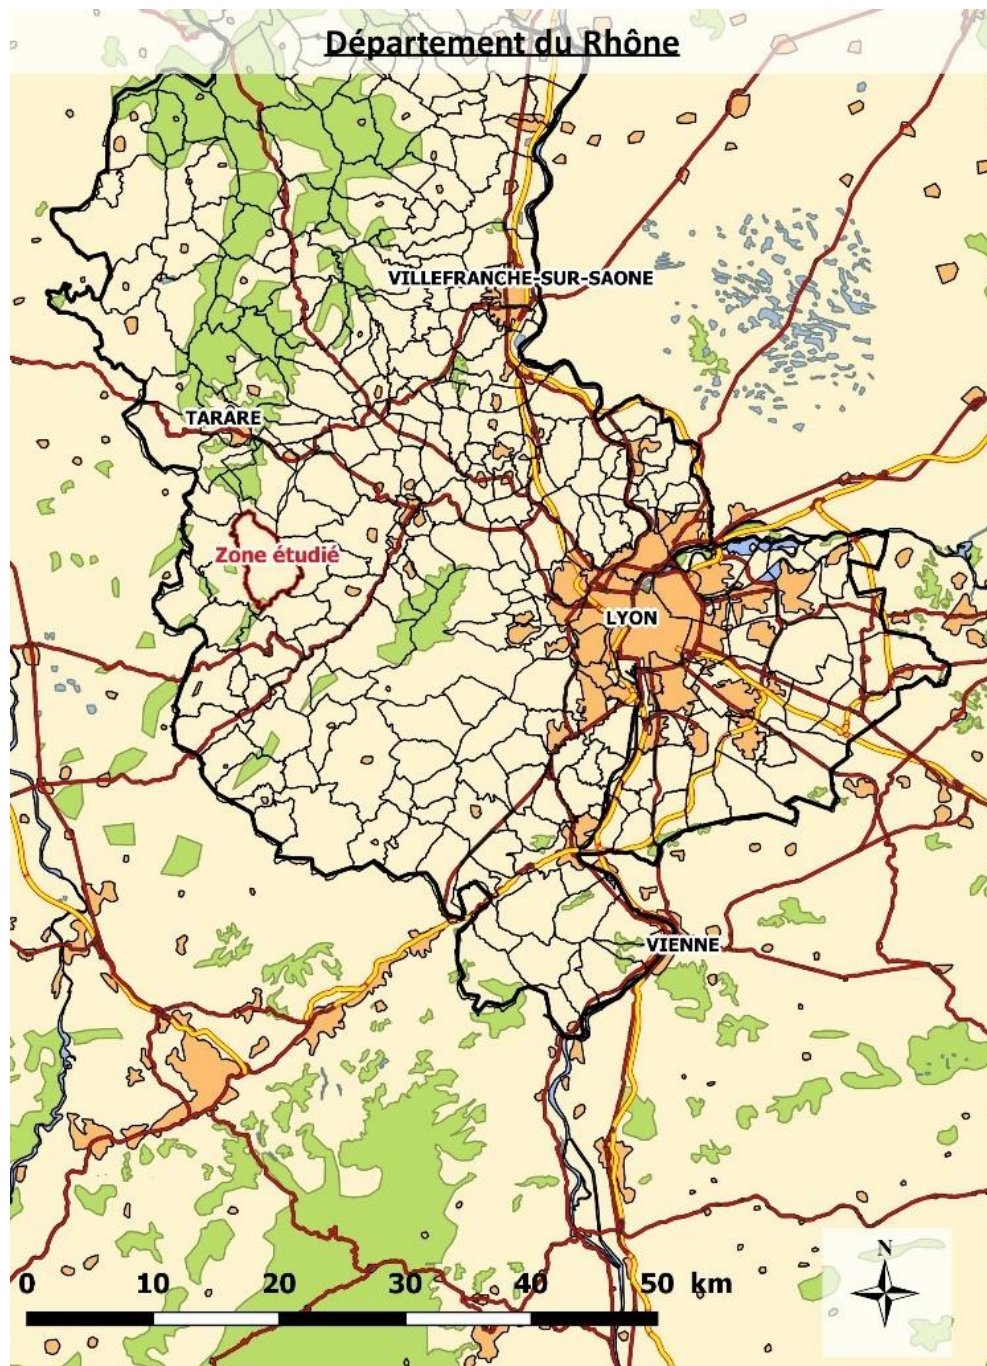 Département du Rhône
VILLEFRANCHE-SUR-SAONE
TARARE
Zone étudié
LYON
VIENNE
N
0 10 20 30 40 50 km